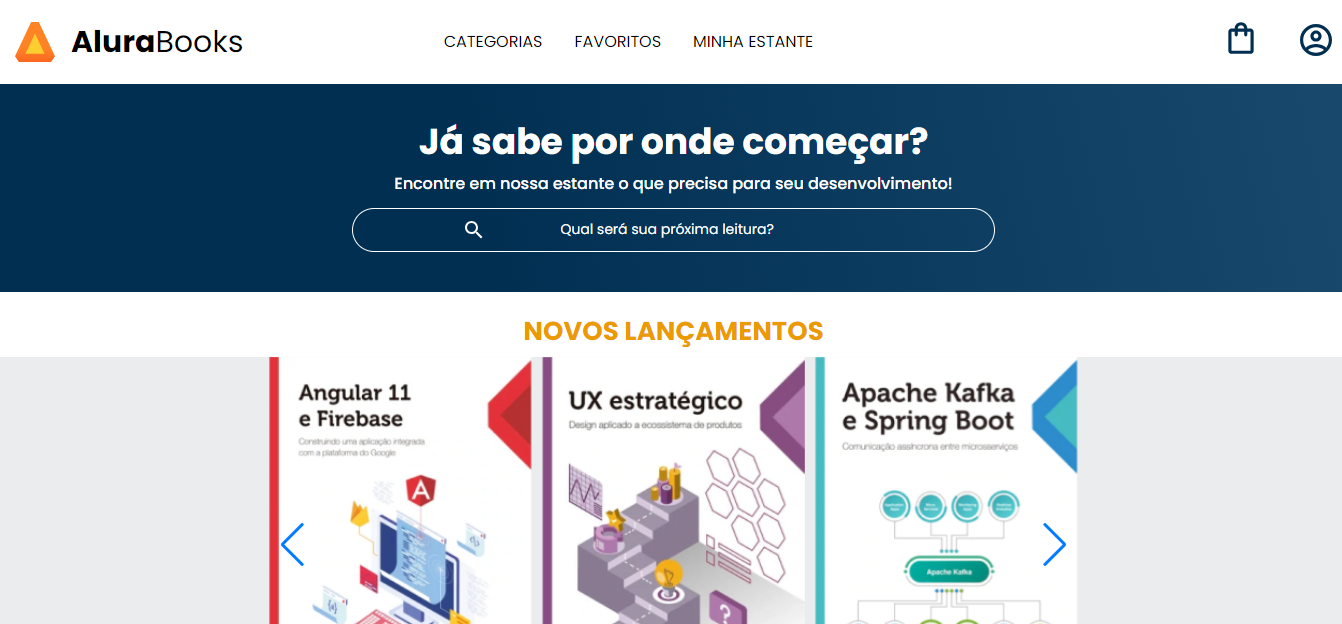 AluraBooks
CATEGORIAS
FAVORITOS
MINHA ESTANTE
Já sabe por onde começar?
Encontre em nossa estante o que precisa para seu desenvolvimento!
Qual será sua próxima leitura?
NOVOS LANÇAMENTOS
Angular 11
e Firebase
Construindo uma aplicação integrada
com a plataforma do Google
A
UX estratégico
Design aplicado a ecossistema de produtos
?
Apache Kafka
e Spring Boot
Comunicação assíncrona entre microsserviços
Apache Kafka